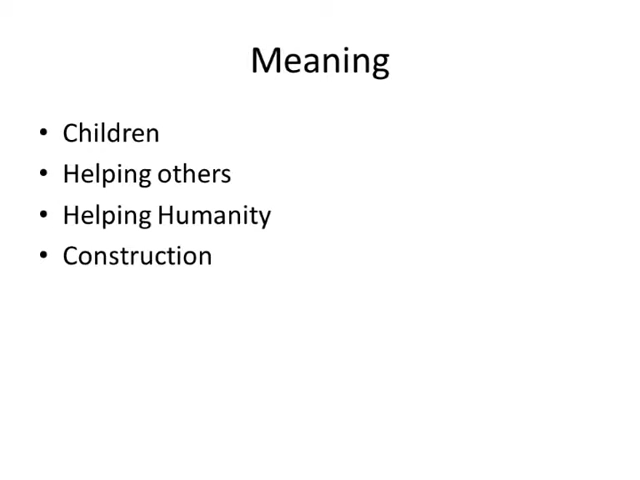 Meaning
• Children
• Helping others
• Helping Humanity
• Construction